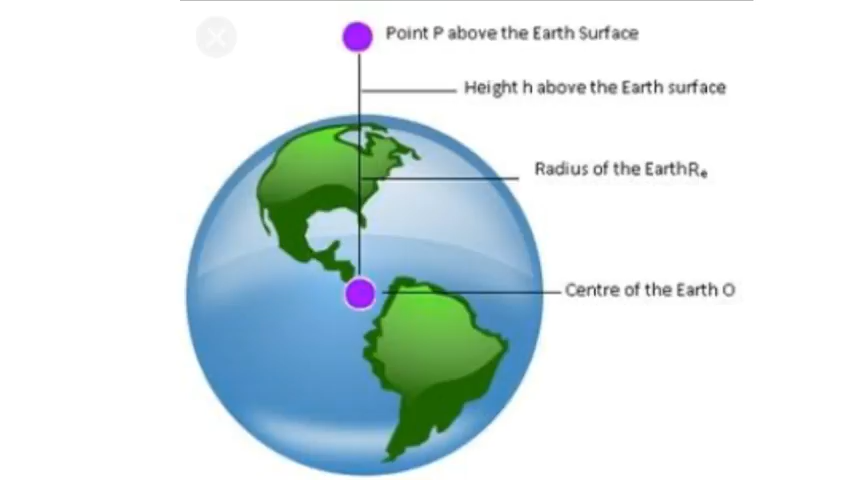 Point P above the Earth Surface
Height h above the Earth surface
Radius of the EarthRₑ
Centre of the Earth O